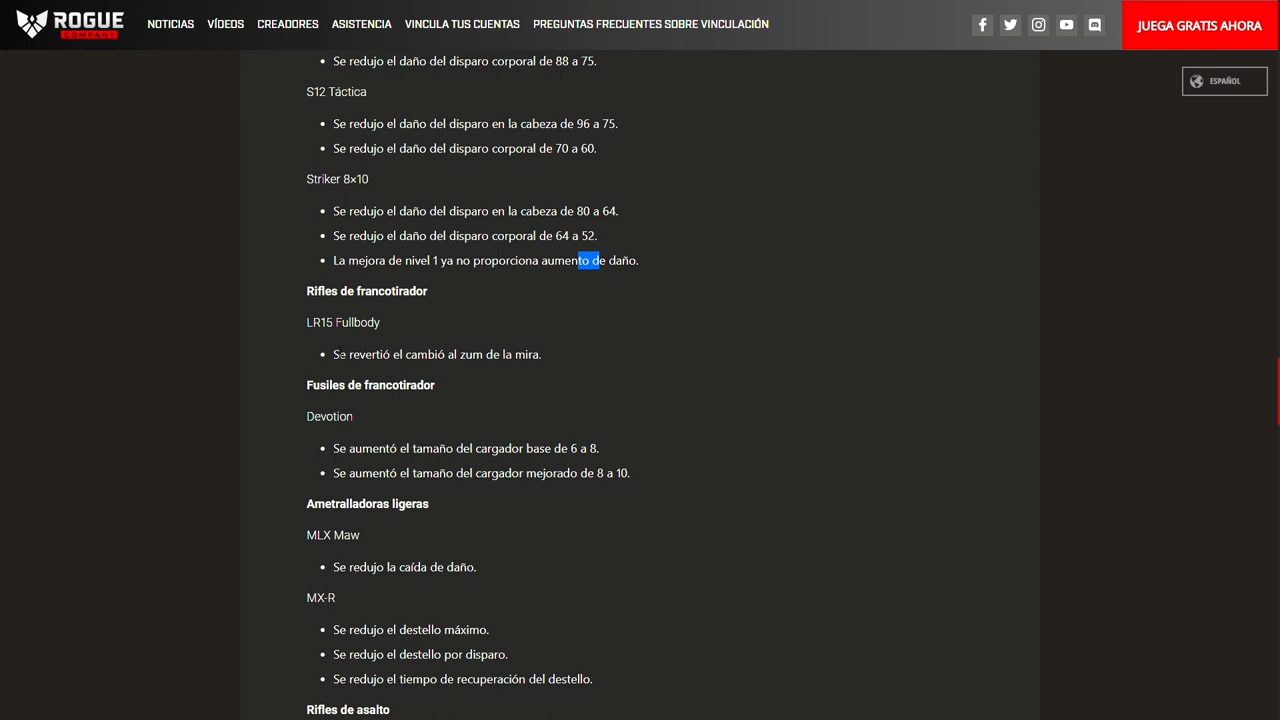 ROGUE
COMPANY
NOTICIAS
VÍDEOS
CREADORES
ASISTENCIA
VINCULA TUS CUENTAS
PREGUNTAS FRECUENTES SOBRE VINCULACIÓN
JUEGA GRATIS AHORA
ESPAÑOL
Se redujo el daño del disparo corporal de 88 a 75.
S12 Táctica
Se redujo el daño del disparo en la cabeza de 96 a 75.
Se redujo el daño del disparo corporal de 70 a 60.
Striker 8×10
Se redujo el daño del disparo en la cabeza de 80 a 64.
Se redujo el daño del disparo corporal de 64 a 52.
La mejora de nivel 1 ya no proporciona aumento de daño.
Rifles de francotirador
LR15 Fullbody
Se revertió el cambió al zum de la mira.
Fusiles de francotirador
Devotion
Se aumentó el tamaño del cargador base de 6 a 8.
Se aumentó el tamaño del cargador mejorado de 8 a 10.
Ametralladoras ligeras
MLX Maw
Se redujo la caída de daño.
MX-R
Se redujo el destello máximo.
Se redujo el destello por disparo.
Se redujo el tiempo de recuperación del destello.
Rifles de asalto